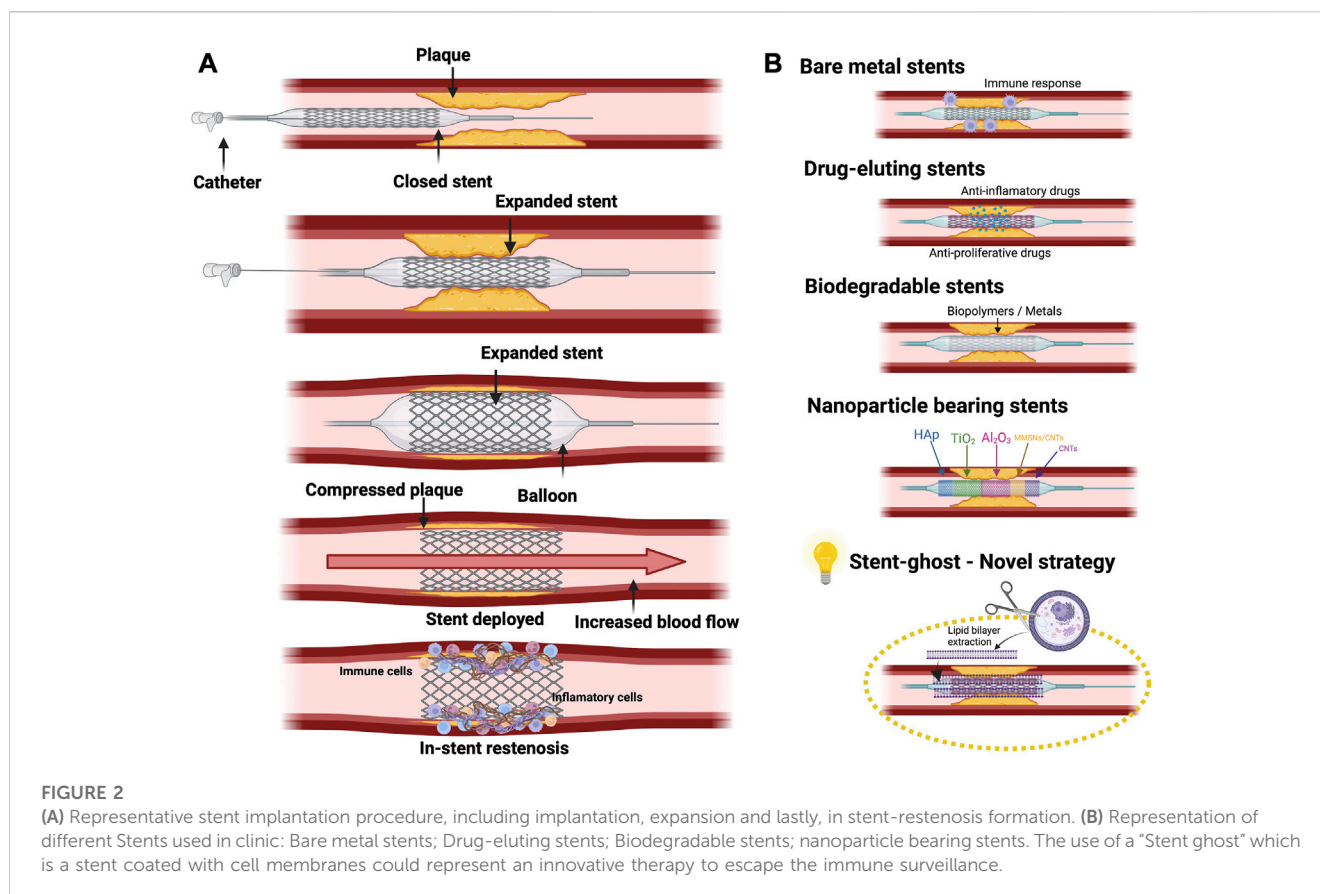 A
Plaque
Catheter
Closed stent
Expanded stent
Expanded stent
Balloon
Compressed plaque
Stent deployed
Increased blood flow
Immune cells
Inflamatory cells
In-stent restenosis
B
Bare metal stents
Immune response
Drug-eluting stents
Anti-inflamatory drugs
Anti-proliferative drugs
Biodegradable stents
Biopolymers / Metals
Nanoparticle bearing stents
HAp TiO₂ Al₂O₃ MMSNs/CNTs
CNTs
Stent-ghost - Novel strategy
Lipid bilayer
extraction
FIGURE 2
(A) Representative stent implantation procedure, including implantation, expansion and lastly, in stent-restenosis formation. (B) Representation of
different Stents used in clinic: Bare metal stents; Drug-eluting stents; Biodegradable stents; nanoparticle bearing stents. The use of a “Stent ghost” which
is a stent coated with cell membranes could represent an innovative therapy to escape the immune surveillance.